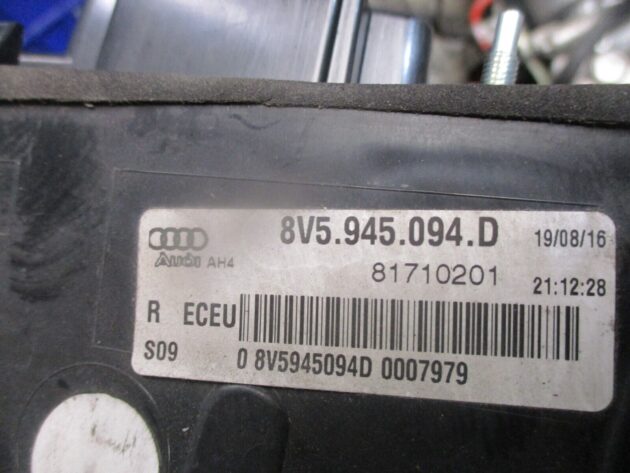 8V5.945.094.D 19/08/16
Audi AH4 81710201 21:12:28
R ECEU
S09 0 8V5945094D 0007979